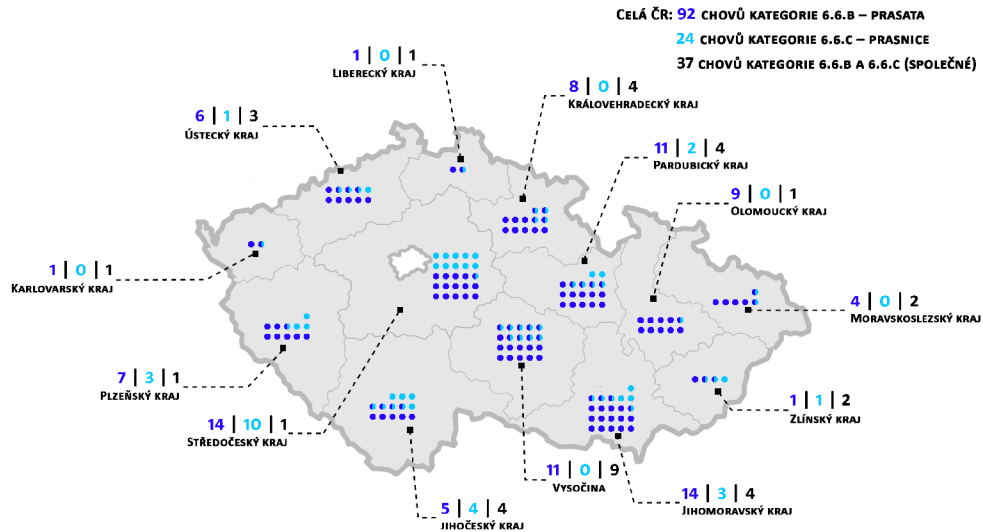 Celá ČR: 92 chovů kategorie 6.6.B – prasata
24 chovů kategorie 6.6.C – prasnice
37 chovů kategorie 6.6.B a 6.6.C (společné)
1 | 0 | 1
Liberecký kraj
8 | 0 | 4
Královehradecký kraj
6 | 1 | 3
Ústecký kraj
11 | 2 | 4
Pardubický kraj
9 | 0 | 1
Olomoucký kraj
1 | 0 | 1
Karlovarský kraj
4 | 0 | 2
Moravskoslezský kraj
7 | 3 | 1
Plzeňský kraj
1 | 1 | 2
Zlínský kraj
14 | 10 | 1
Středočeský kraj
11 | 0 | 9
Vysočina
14 | 3 | 4
Jihomoravský kraj
5 | 4 | 4
jihočeský kraj